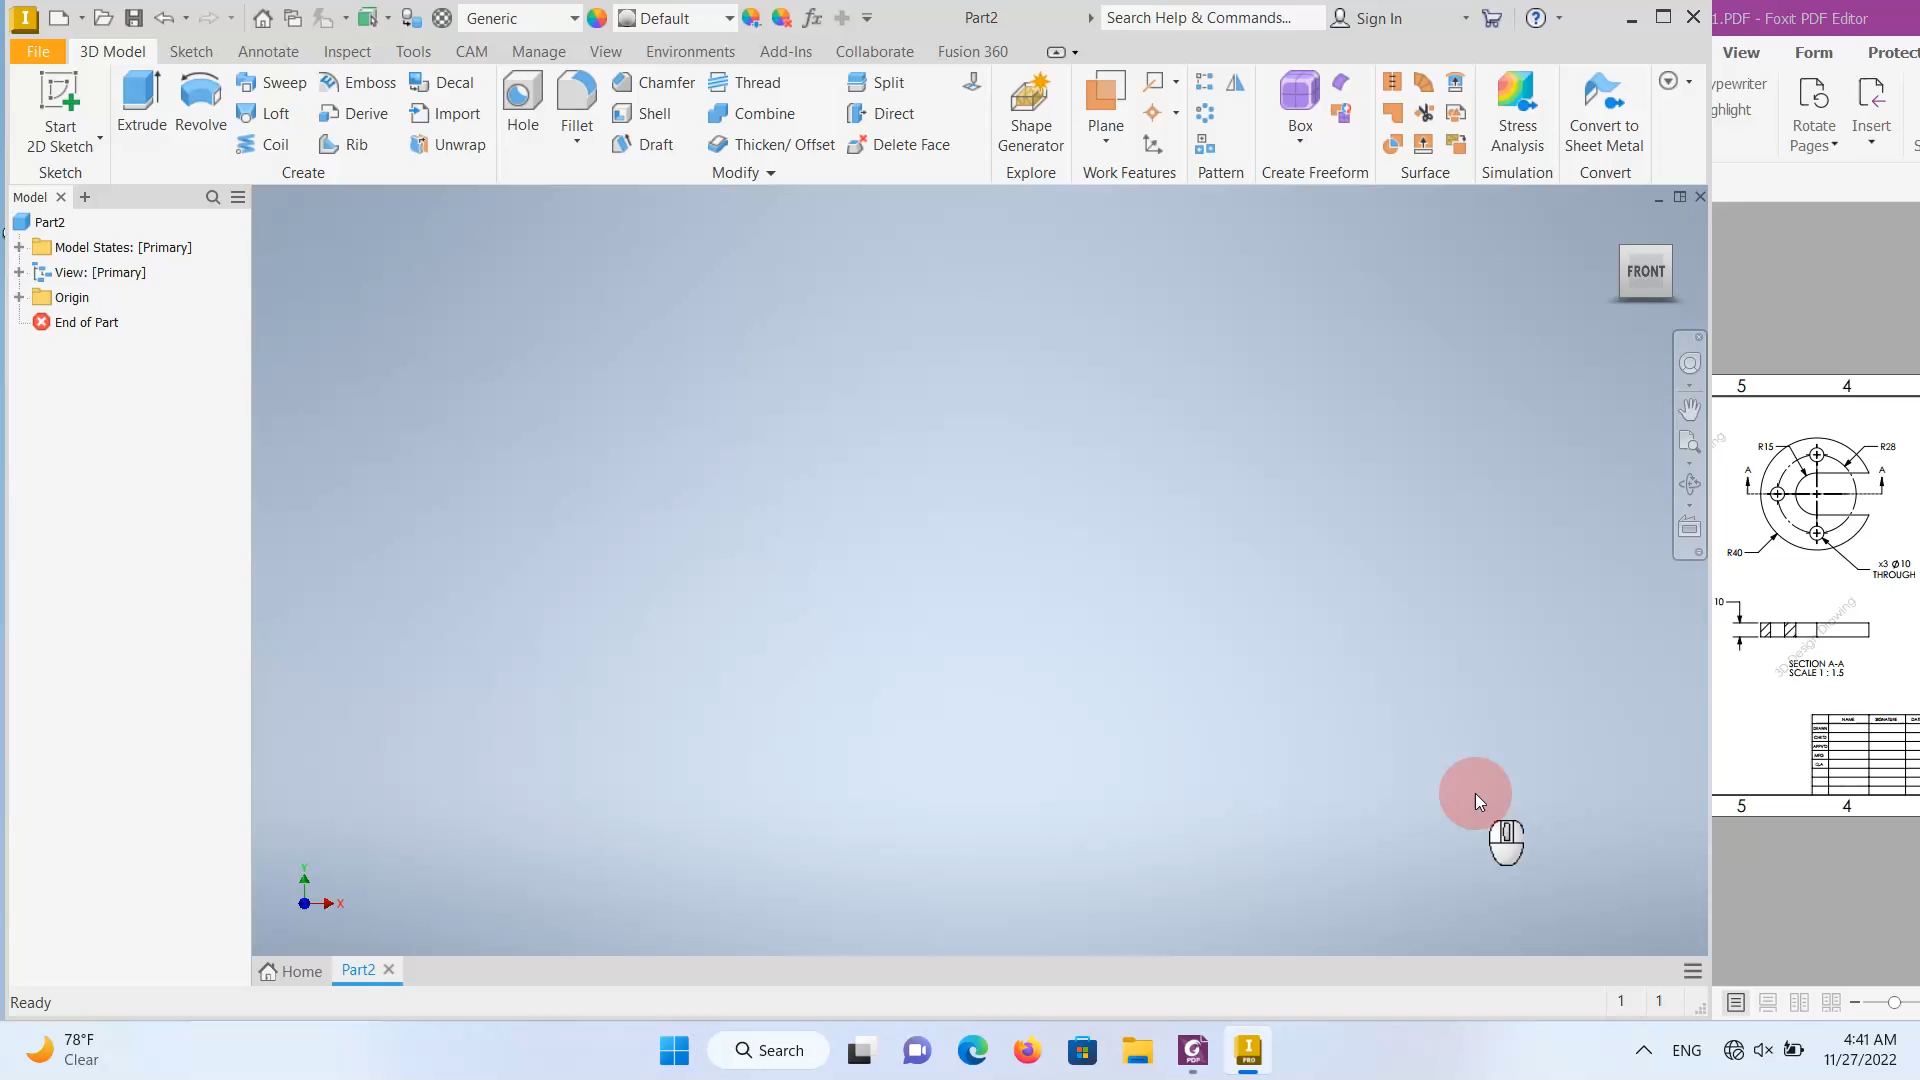 Generic
Default
Part2
Search Help & Commands...
Sign In
1.PDF - Foxit PDF Editor
File
3D Model
Sketch
Annotate
Inspect
Tools
CAM
Manage
View
Environments
Add-Ins
Collaborate
Fusion 360
View
Form
Protect
Start
2D Sketch
Extrude
Revolve
Sweep
Loft
Coil
Emboss
Derive
Rib
Decal
Import
Unwrap
Hole
Fillet
Chamfer
Shell
Draft
Thread
Combine
Thicken/ Offset
Split
Direct
Delete Face
Shape
Generator
Plane
Box
Stress
Analysis
Convert to
Sheet Metal
ypewriter
ghlight
Rotate
Pages
Insert
Sketch
Create
Modify
Explore
Work Features
Pattern
Create Freeform
Surface
Simulation
Convert
Model
Part2
Model States: [Primary]
View: [Primary]
Origin
End of Part
FRONT
Y
X
5
4
R15
R28
A
A
R40
x3 Ø10
THROUGH
10
3D Design Drawing
SECTION A-A
SCALE 1 : 1.5
NAME
SIGNATURE
5
4
Home
Part2
Ready
1
1
78°F
Clear
Search
ENG
4:41 AM
11/27/2022